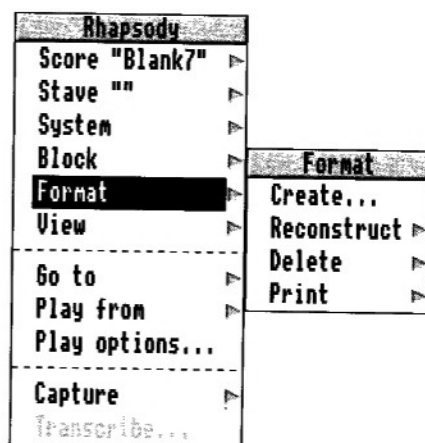 Rhapsody
Score "Blank7"
Stave ""
System
Block
Format
View
Go to
Play from
Play options...
Capture
Transcribe...
Format
Create...
Reconstruct
Delete
Print